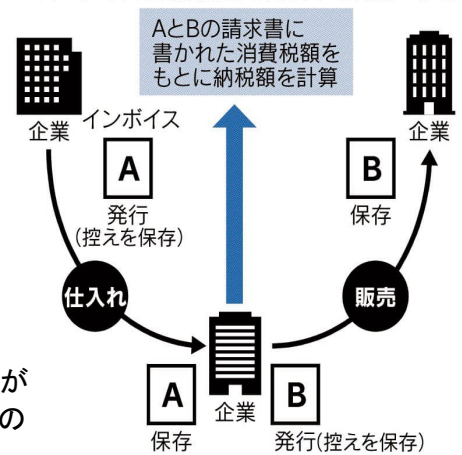 AとBの請求書に
書かれた消費税額を
もとに納税額を計算
企業
インボイス
A
発行
(控えを保存)
企業
B
保存
仕入れ
販売
が
の
A
保存
企業
B
発行(控えを保存)